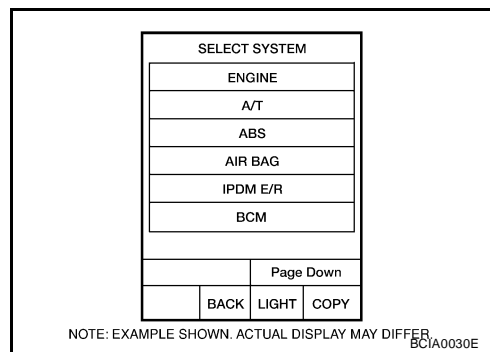 SELECT SYSTEM
ENGINE
A/T
ABS
AIR BAG
IPDM E/R
BCM
Page Down
BACK LIGHT COPY
NOTE: EXAMPLE SHOWN. ACTUAL DISPLAY MAY DIFFER.
BCIA0030E